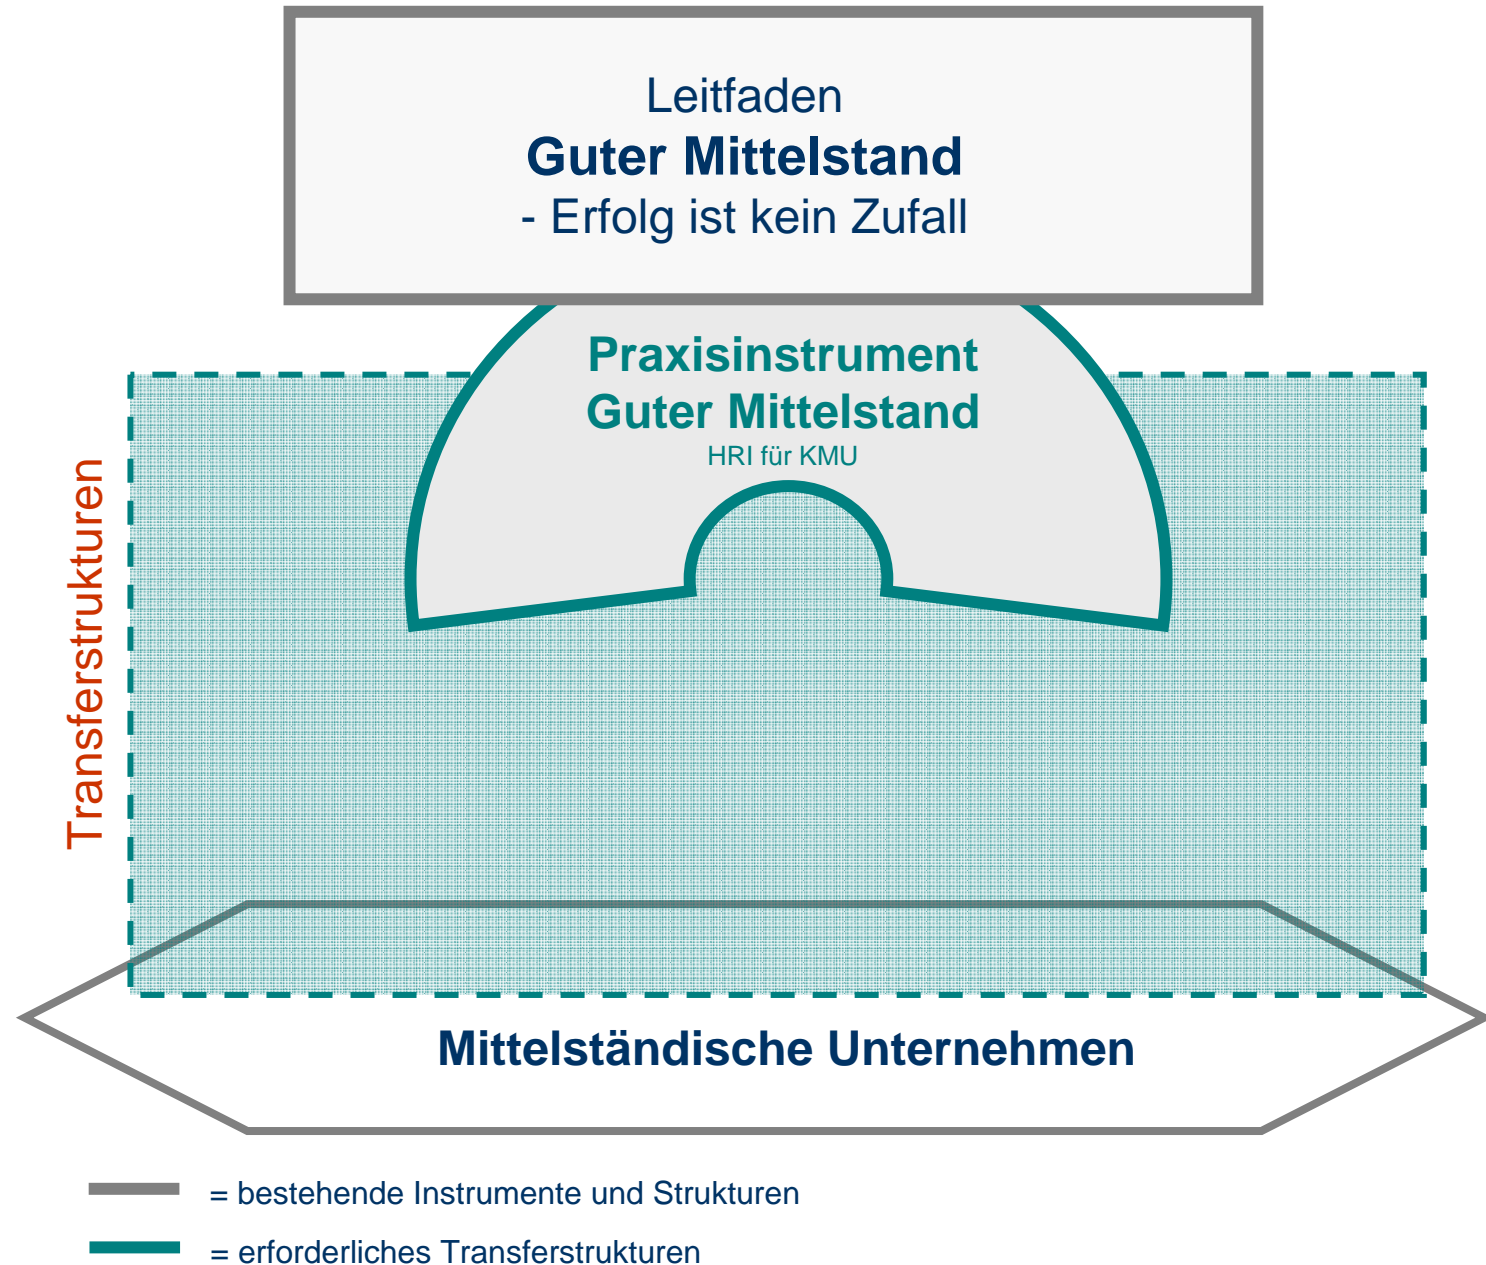 Leitfaden
Guter Mittelstand
- Erfolg ist kein Zufall
Praxisinstrument
Guter Mittelstand
HRI für KMU
Transferstrukturen
Mittelständische Unternehmen
= bestehende Instrumente und Strukturen
= erforderliches Transferstrukturen